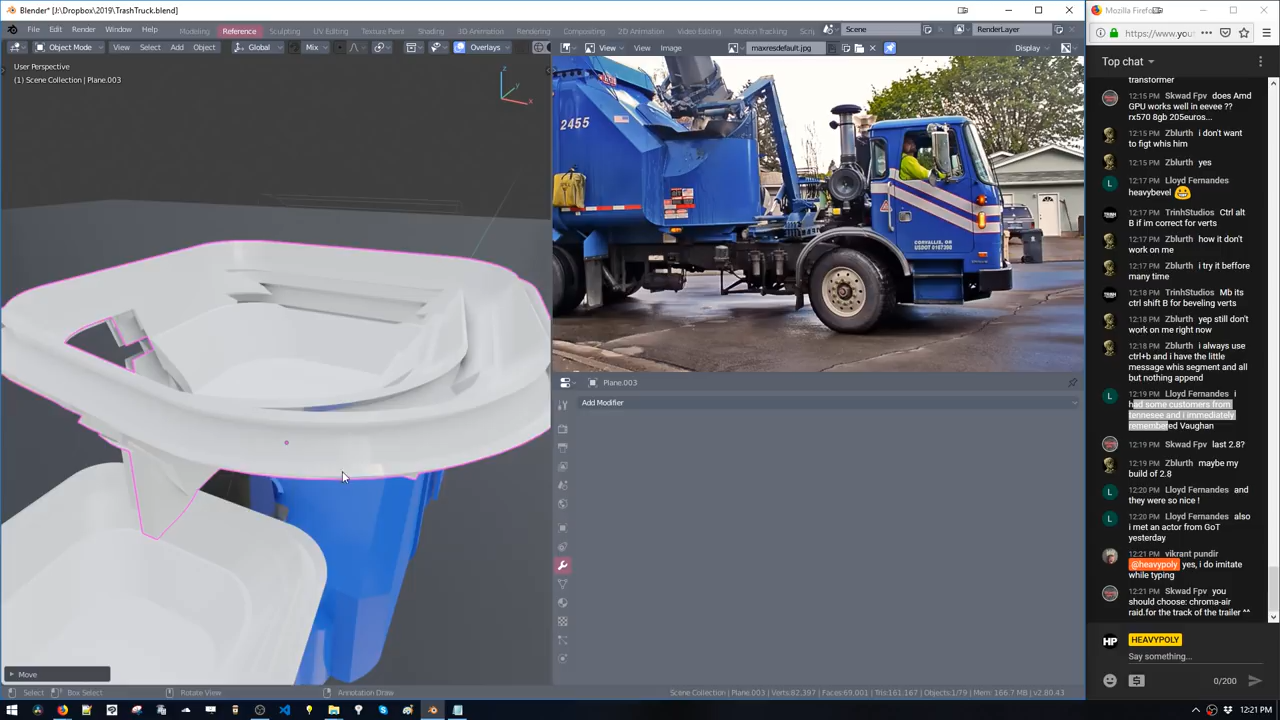 Blender* [J:\Dropbox\2019\TrashTruck.blend]
File Edit Render Window Help
Modeling Reference Sculpting UV Editing Texture Paint Shading Animation Rendering Compositing 2D Animation Video Editing Motion Tracking Scrip
Scene
RenderLayer
Object Mode View Select Add Object Global Mix Overlays
View View Image maxresdefault.jpg Display
User Perspective
(1) Scene Collection | Plane.003
z
y
x
2455
CORVALLIS, OR
USDOT 0187280
Plane.003
Add Modifier
Move
Select Box Select Rotate View Annotation Draw
Scene Collection | Plane.003 | Verts:82,397 | Faces:69,001 | Tris:161,167 | Objects:1/79 | Mem: 166.7 MB | v2.80.43
Mozilla Firefox
https://www.you
Top chat
transformer
12:15 PM Skwad Fpv does Amd
GPU works well in eevee ??
rx570 8gb 205euros...
12:15 PM Zblurth i don't want
to figt whis him
12:15 PM Zblurth yes
L 12:17 PM Lloyd Fernandes
heavybevel
12:17 PM TrinhStudios Ctrl alt
B if im correct for verts
12:17 PM Zblurth how it don't
work on me
12:17 PM Zblurth i try it beffore
many time
12:18 PM TrinhStudios Mb its
ctrl shift B for beveling verts
12:18 PM Zblurth yep still don't
work on me right now
12:18 PM Zblurth i always use
ctrl+b and i have the little
message whis segment and all
but nothing append
L 12:19 PM Lloyd Fernandes i
had some customers from
tennesee and i immediately
remembered Vaughan
12:19 PM Skwad Fpv last 2.8?
12:19 PM Zblurth maybe my
build of 2.8
L 12:20 PM Lloyd Fernandes and
they were so nice !
L 12:20 PM Lloyd Fernandes also
i met an actor from GoT
yesterday
12:21 PM vikrant pundir
@heavypoly yes, i do imitate
while typing
12:21 PM Skwad Fpv you
should choose: chroma-air
raid.for the track of the trailer ^^
HP HEAVYPOLY
Say something...
0/200
12:21 PM